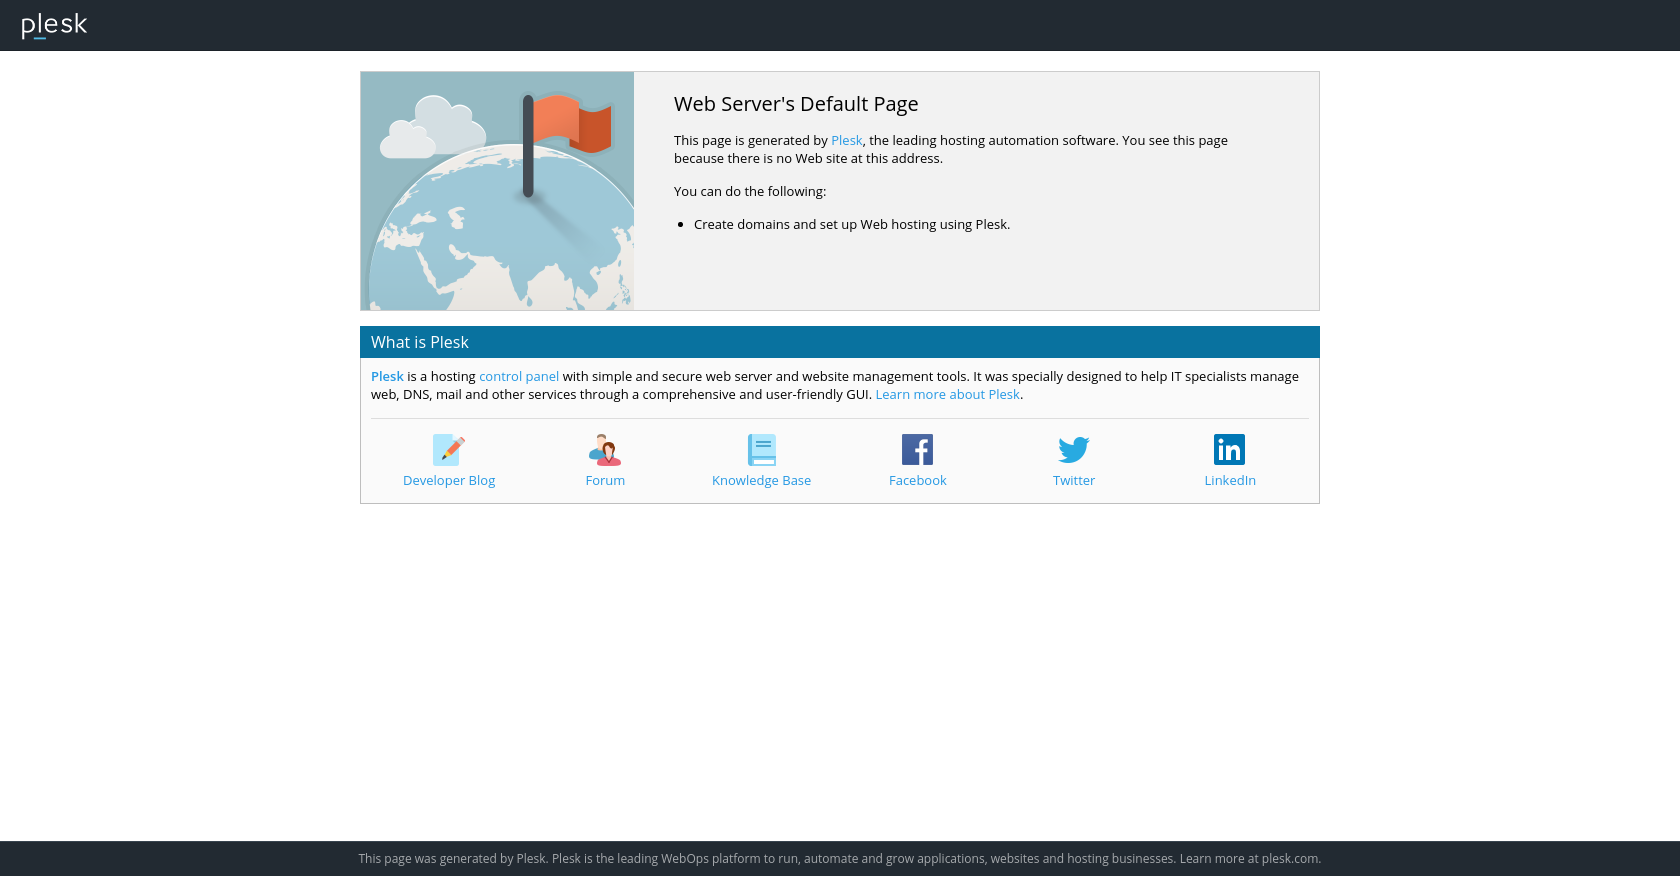 plesk
Web Server's Default Page
This page is generated by Plesk, the leading hosting automation software. You see this page
because there is no Web site at this address.
You can do the following:
• Create domains and set up Web hosting using Plesk.
What is Plesk
Plesk is a hosting control panel with simple and secure web server and website management tools. It was specially designed to help IT specialists manage
web, DNS, mail and other services through a comprehensive and user-friendly GUI. Learn more about Plesk.
Developer Blog
Forum
Knowledge Base
Facebook
Twitter
LinkedIn
This page was generated by Plesk. Plesk is the leading WebOps platform to run, automate and grow applications, websites and hosting businesses. Learn more at plesk.com.